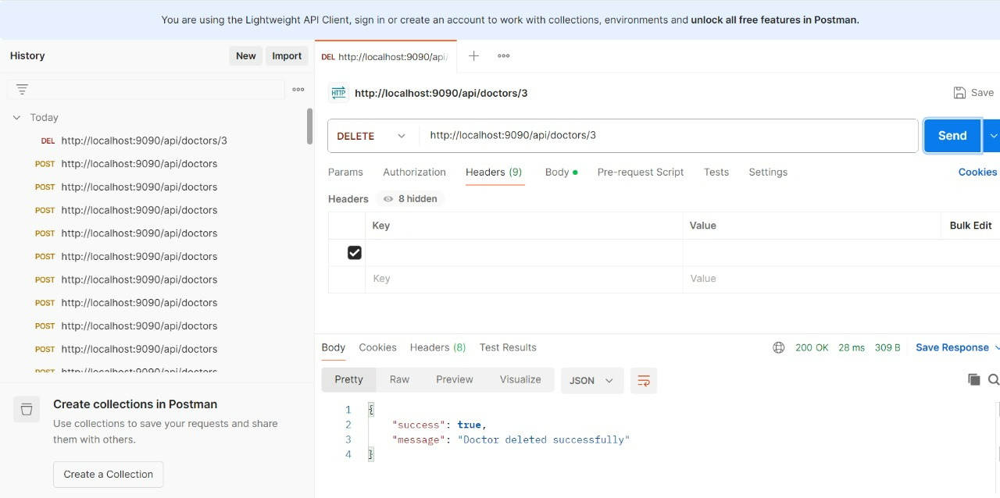 You are using the Lightweight API Client, sign in or create an account to work with collections, environments and unlock all free features in Postman.
History
New
Import
Today
DEL http://localhost:9090/api/doctors/3
POST http://localhost:9090/api/doctors
POST http://localhost:9090/api/doctors
POST http://localhost:9090/api/doctors
POST http://localhost:9090/api/doctors
POST http://localhost:9090/api/doctors
POST http://localhost:9090/api/doctors
POST http://localhost:9090/api/doctors
POST http://localhost:9090/api/doctors
POST http://localhost:9090/api/doctors
POST http://localhost:9090/api/doctors
Create collections in Postman
Use collections to save your requests and share
them with others.
Create a Collection
DEL http://localhost:9090/api/
HTTP http://localhost:9090/api/doctors/3
Save
DELETE http://localhost:9090/api/doctors/3
Send
Params Authorization Headers (9) Body Pre-request Script Tests Settings Cookies
Headers 8 hidden
Key Value Bulk Edit
Key Value
Body Cookies Headers (8) Test Results 200 OK 28 ms 309 B Save Response
Pretty Raw Preview Visualize JSON
1 {
2 "success": true,
3 "message": "Doctor deleted successfully"
4 }